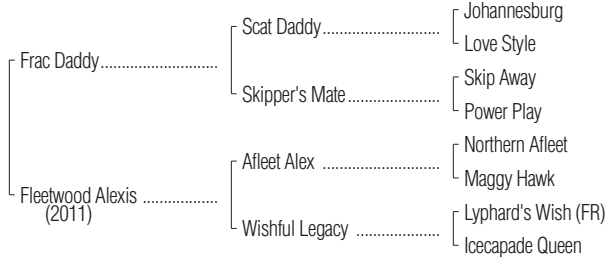 Johannesburg
Scat Daddy
Love Style
Frac Daddy
Skip Away
Skipper's Mate
Power Play
Northern Afleet
Afleet Alex
Maggy Hawk
Fleetwood Alexis
(2011)
Lyphard's Wish (FR)
Wishful Legacy
Icecapade Queen